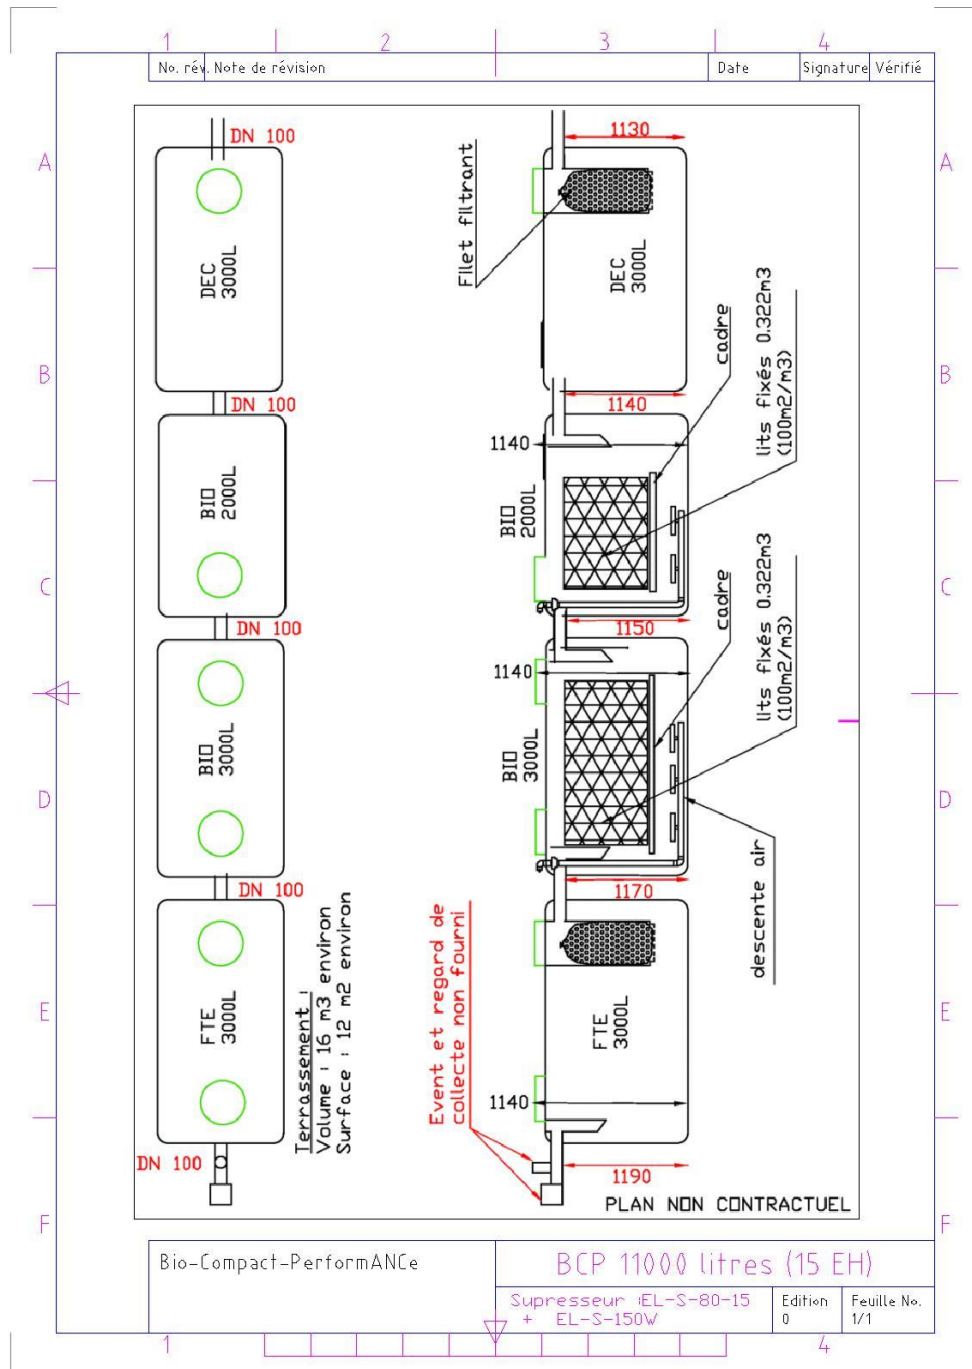 1 2 3 4
No. rév. Note de révision Date Signature Vérifié
A A
B B
C C
D D
E E
F F
DN 100
DEC
3000L
DN 100
BIO
2000L
DN 100
BIO
3000L
DN 100
FTE
3000L
DN 100
Terrassement :
Volume : 16 m3 environ
Surface : 12 m2 environ
Filet filtrant
1130
DEC
3000L
1140
1140
BIO
2000L
cadre
lits fixés 0.322m3
(100m2/m3)
1150
1140
BIO
3000L
cadre
lits fixés 0.322m3
(100m2/m3)
1170
descente air
Event et regard de
collecte non fourni
FTE
3000L
1140
1190
PLAN NON CONTRACTUEL
Bio-Compact-PerformANCe
BCP 11000 litres (15 EH)
Supresseur :EL-S-80-15
+ EL-S-150W
Edition
0
Feuille No.
1/1
1 4